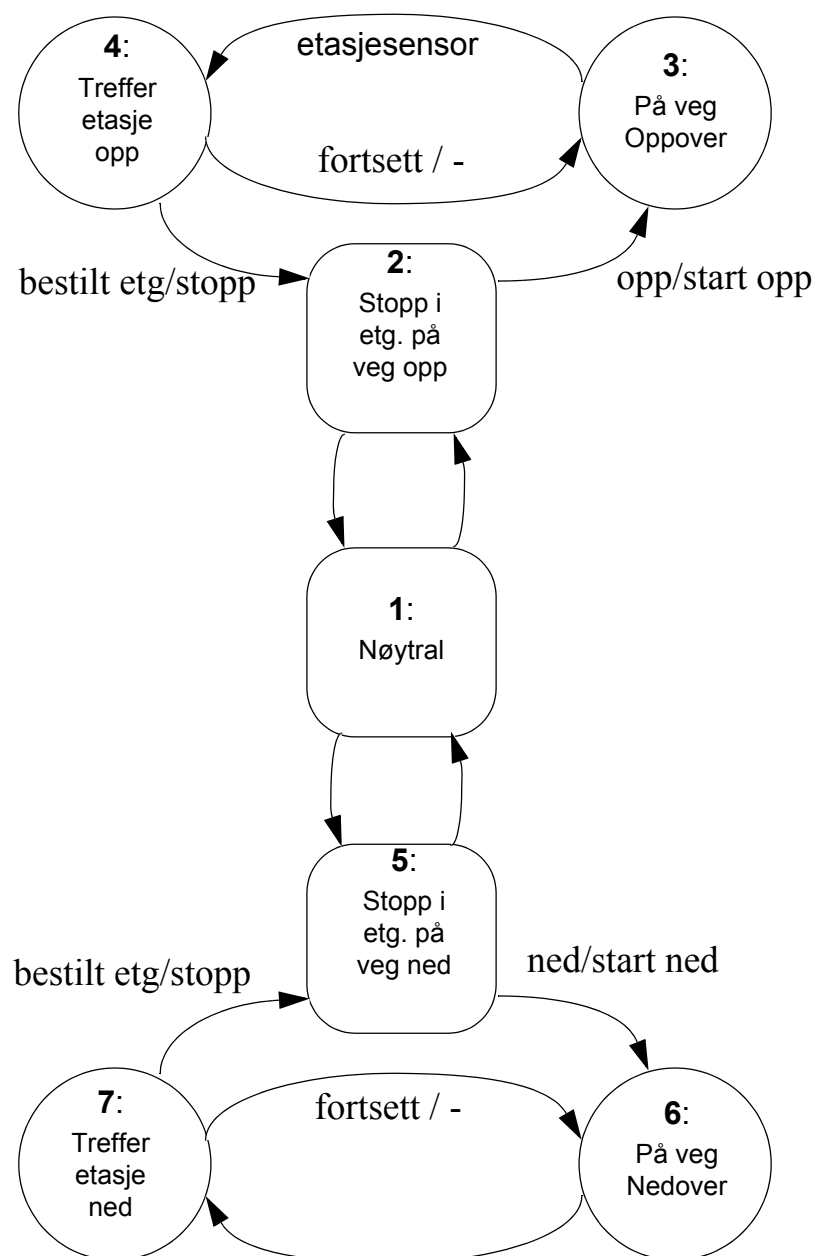 4:
Treffer
etasje
opp
etasjesensor
3:
På veg
Oppover
fortsett / -
bestilt etg/stopp
2:
Stopp i
etg. på
veg opp
opp/start opp
1:
Nøytral
5:
Stopp i
etg. på
veg ned
bestilt etg/stopp
ned/start ned
7:
Treffer
etasje
ned
fortsett / -
6:
På veg
Nedover